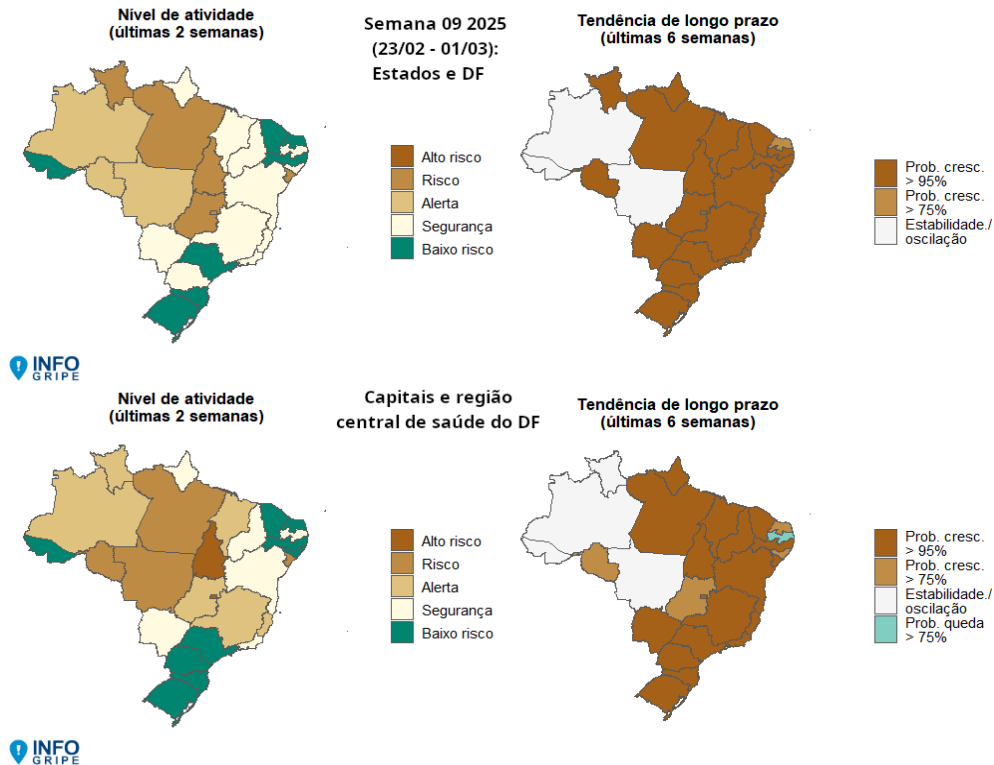 Nível de atividade
(últimas 2 semanas)
Semana 09 2025
(23/02 - 01/03):
Estados e DF
Tendência de longo prazo
(últimas 6 semanas)
Alto risco
Risco
Alerta
Segurança
Baixo risco
Prob. cresc.
> 95%
Prob. cresc.
> 75%
Estabilidade./
oscilação
INFO
GRIPE
Nível de atividade
(últimas 2 semanas)
Capitais e região
central de saúde do DF
Tendência de longo prazo
(últimas 6 semanas)
Alto risco
Risco
Alerta
Segurança
Baixo risco
Prob. cresc.
> 95%
Prob. cresc.
> 75%
Estabilidade./
oscilação
Prob. queda
> 75%
INFO
GRIPE